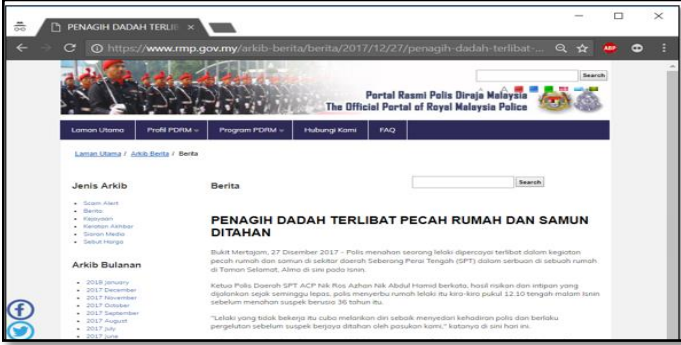 PENAGIH DADAH TERLI
https://www.rmp.gov.my/arkib-berita/berita/2017/12/27/penagih-dadah-terlibat-...
ABP
Search
Portal Rasmi Polis Diraja Malaysia
The Official Portal of Royal Malaysia Police
Laman Utama Profil PDRM Program PDRM Hubungi Kami FAQ
Laman Utama / Arkib Berita / Berita
Search
Jenis Arkib
Berita
Scam Alert
Berita
Kejayaan
Keratan Akhbar
Siaran Media
Sebut Harga
PENAGIH DADAH TERLIBAT PECAH RUMAH DAN SAMUN
DITAHAN
Bukit Mertajam, 27 Disember 2017 – Polis menahan seorang lelaki dipercayai terlibat dalam kegiatan
pecah rumah dan samun di sekitar daerah Seberang Perai Tengah (SPT) dalam serbuan di sebuah rumah
di Taman Selamat, Alma di sini pada Isnin.
Arkib Bulanan
2018 January
2017 December
2017 November
2017 October
2017 September
2017 August
2017 July
2017 June
Ketua Polis Daerah SPT ACP Nik Ros Azhan Nik Abdul Hamid berkata, hasil risikan dan intipan yang
dijalankan sejak seminggu lepas, polis menyerbu rumah lelaki itu kira-kira pukul 12.10 tengah malam Isnin
sebelum menahan suspek berusia 36 tahun itu.
"Lelaki yang tidak bekerja itu cuba melarikan diri sebaik menyedari kehadiran polis dan berlaku
pergelutan sebelum suspek berjaya ditahan oleh pasukan kami," katanya di sini hari ini.